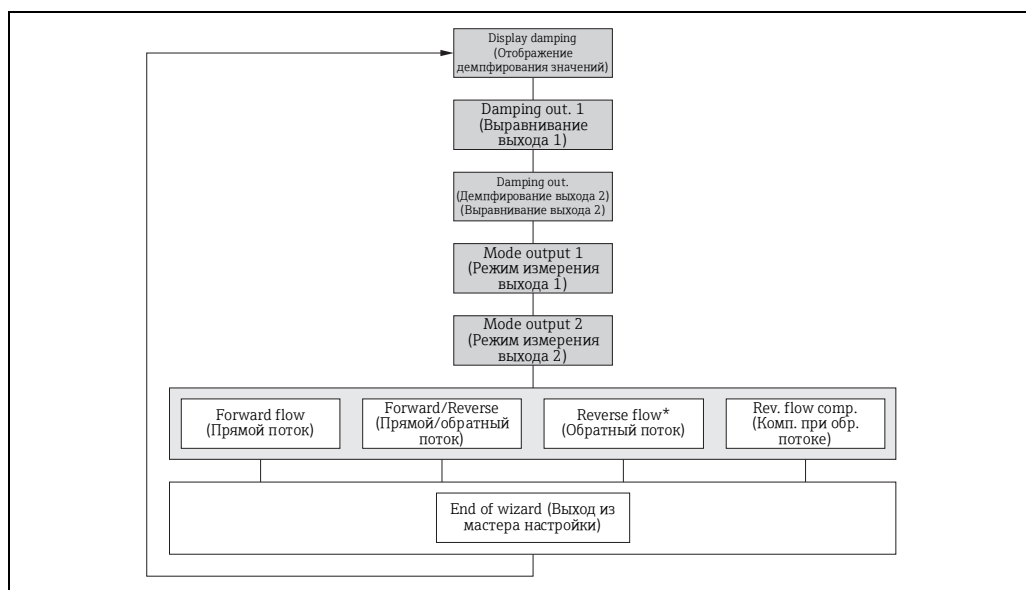 Display damping
(Отображение
демпфирования значений)
Damping out. 1
(Выравнивание
выхода 1)
Damping out.
(Демпфирование выхода 2)
(Выравнивание выхода 2)
Mode output 1
(Режим измерения
выхода 1)
Mode output 2
(Режим измерения
выхода 2)
Forward flow
(Прямой поток)
Forward/Reverse
(Прямой/обратный
поток)
Reverse flow*
(Обратный поток)
Rev. flow comp.
(Комп. при обр.
потоке)
End of wizard (Выход из
мастера настройки)